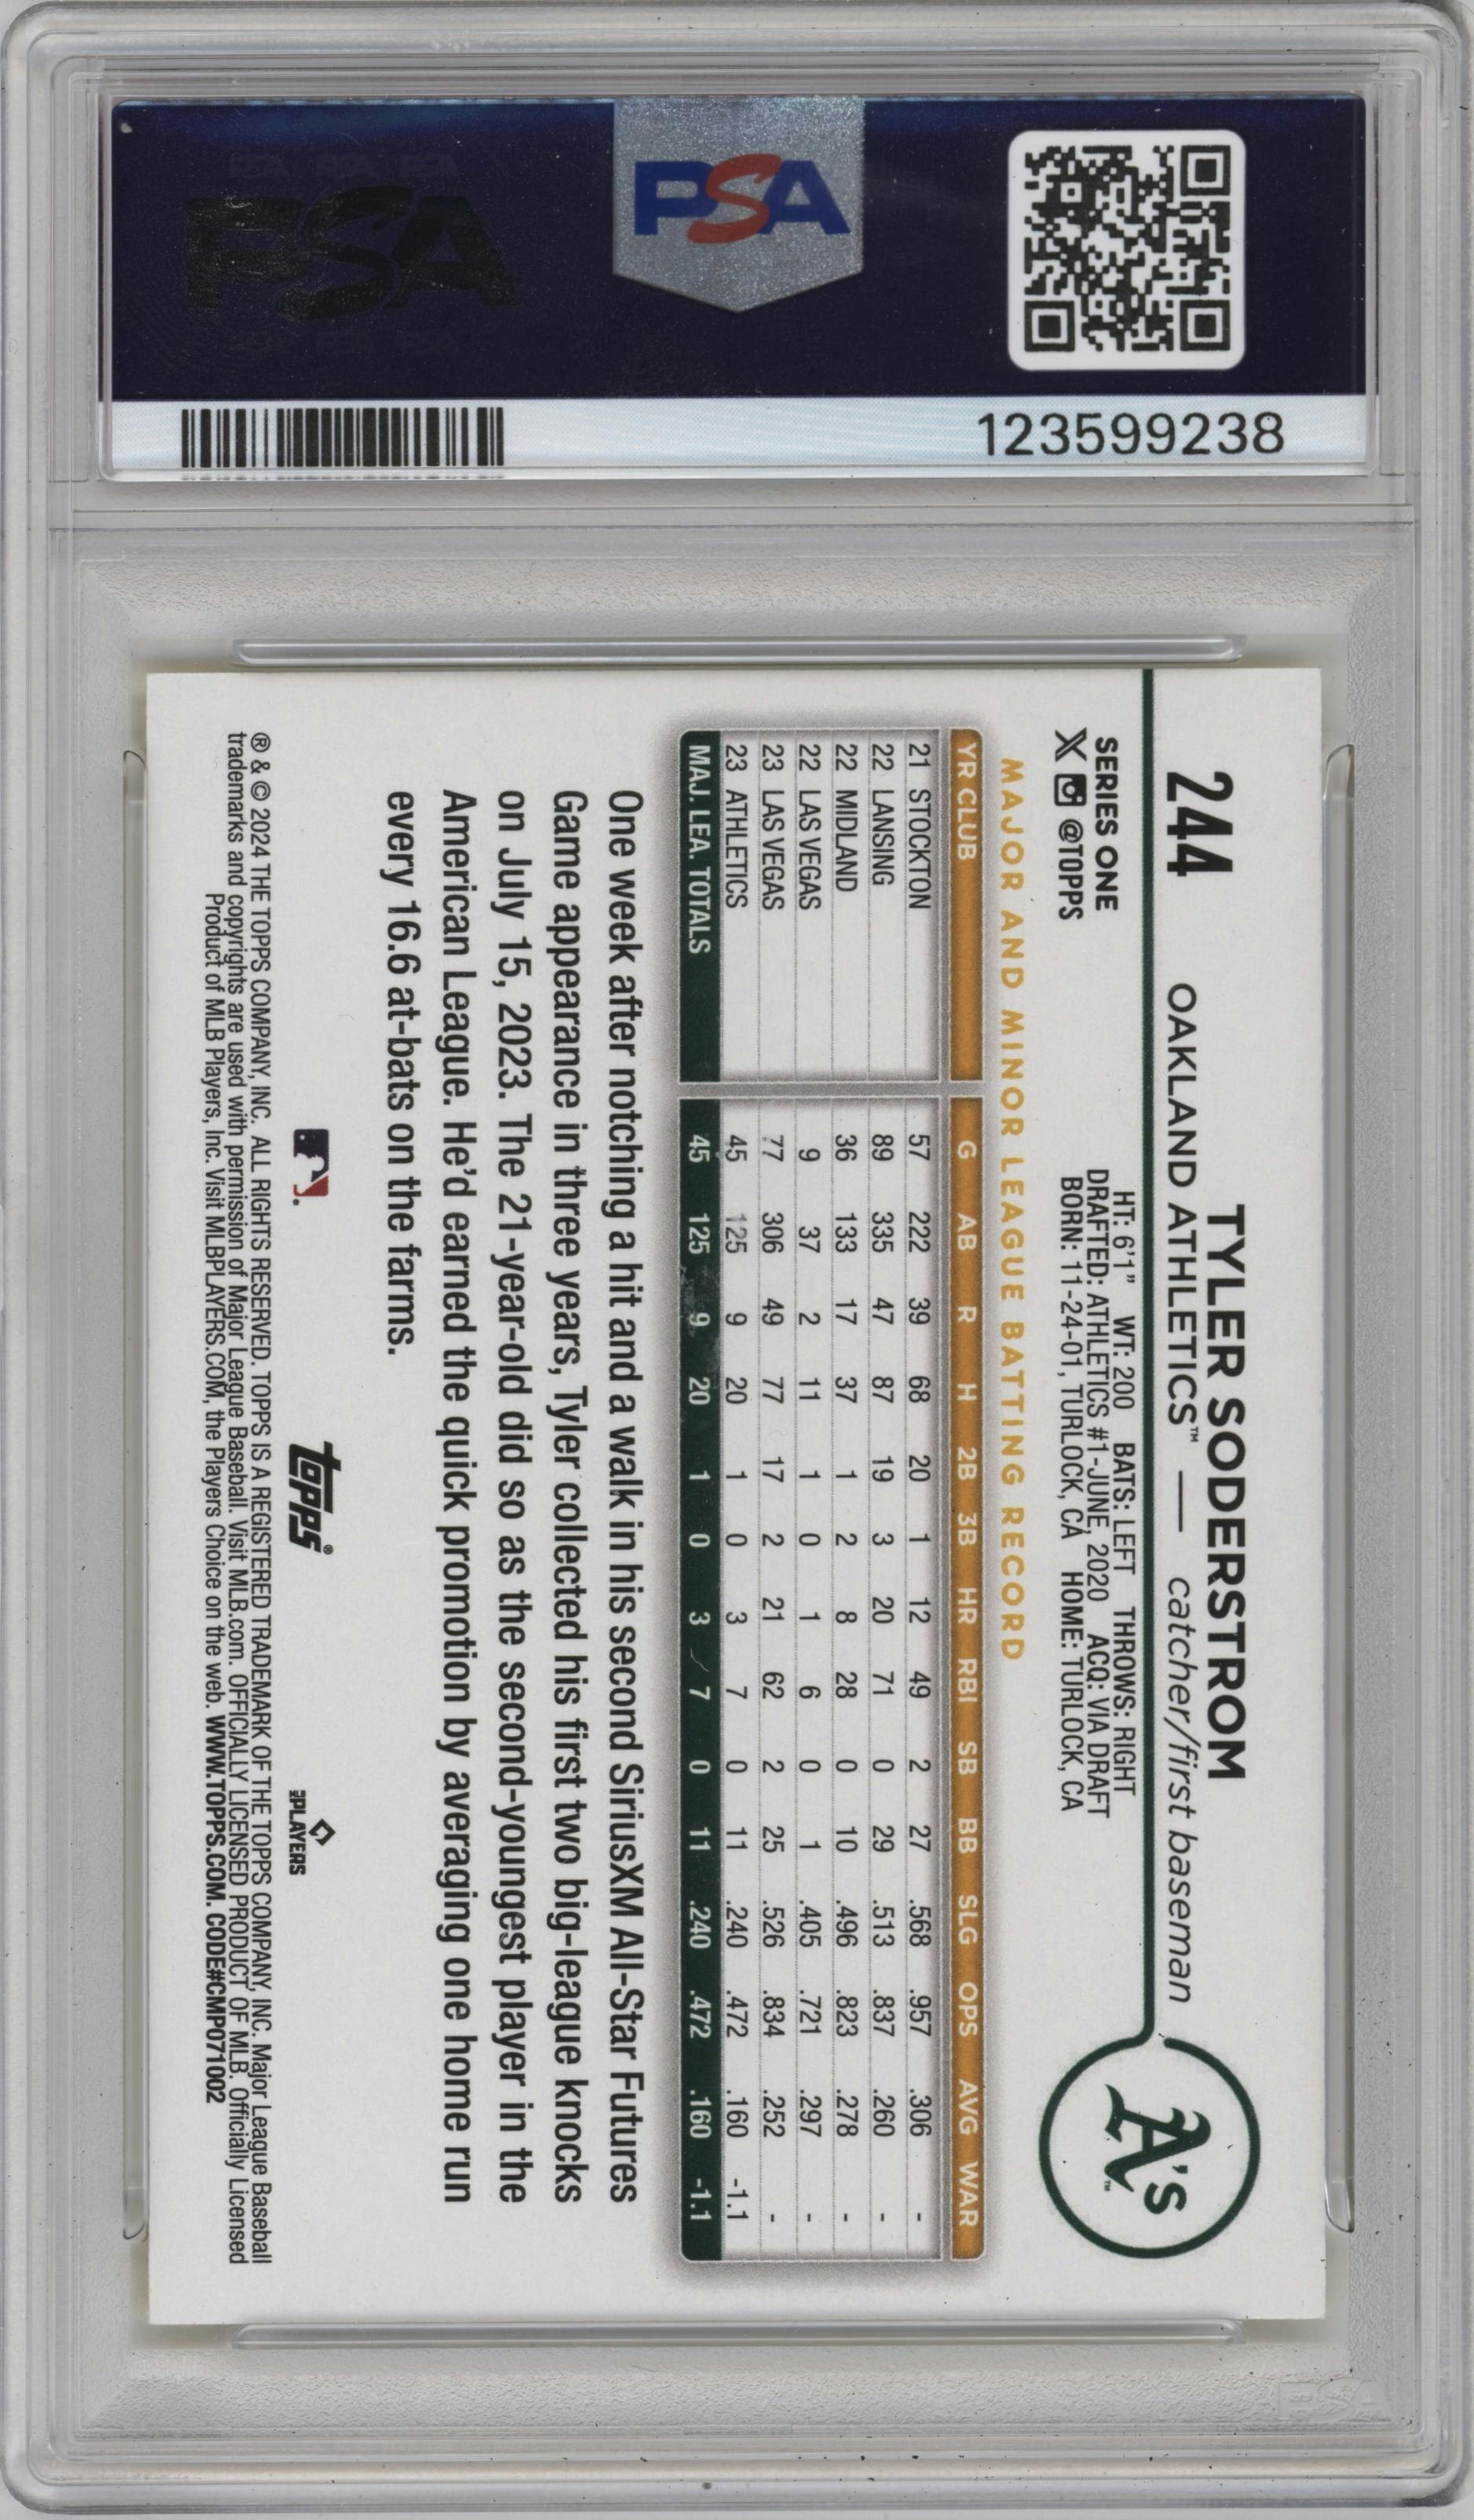 PSA
PSA
123599238
244
TYLER SODERSTROM
OAKLAND ATHLETICS™ — catcher/first baseman
A's™
SERIES ONE
@TOPPS
HT: 6'1" WT: 200 BATS: LEFT THROWS: RIGHT
DRAFTED: ATHLETICS #1-JUNE, 2020 ACQ: VIA DRAFT
BORN: 11-24-01, TURLOCK, CA HOME: TURLOCK, CA
MAJOR AND MINOR LEAGUE BATTING RECORD
YR CLUB G AB R H 2B 3B HR RBI SB BB SLG OPS AVG WAR
21 STOCKTON 57 222 39 68 20 1 12 49 2 27 .568 .957 .306 -
22 LANSING 89 335 47 87 19 3 20 71 0 29 .513 .837 .260 -
22 MIDLAND 36 133 17 37 1 2 8 28 0 10 .496 .823 .278 -
22 LAS VEGAS 9 37 2 11 1 0 1 6 0 1 .405 .721 .297 -
23 LAS VEGAS 77 306 49 77 17 2 21 62 2 25 .526 .834 .252 -
23 ATHLETICS 45 125 9 20 1 0 3 7 0 11 .240 .472 .160 -1.1
MAJ. LEA. TOTALS 45 125 9 20 1 0 3 7 0 11 .240 .472 .160 -1.1
One week after notching a hit and a walk in his second SiriusXM All-Star Futures
Game appearance in three years, Tyler collected his first two big-league knocks
on July 15, 2023. The 21-year-old did so as the second-youngest player in the
American League. He'd earned the quick promotion by averaging one home run
every 16.6 at-bats on the farms.
topps®
PLAYERS
® & © 2024 THE TOPPS COMPANY, INC. ALL RIGHTS RESERVED. TOPPS IS A REGISTERED TRADEMARK OF THE TOPPS COMPANY, INC. Major League Baseball
trademarks and copyrights are used with permission of Major League Baseball. Visit MLB.com. OFFICIALLY LICENSED PRODUCT OF MLB. Officially Licensed
Product of MLB Players, Inc. Visit MLBPLAYERS.COM, the Players Choice on the web. WWW.TOPPS.COM. CODE#CMP071002
PSA